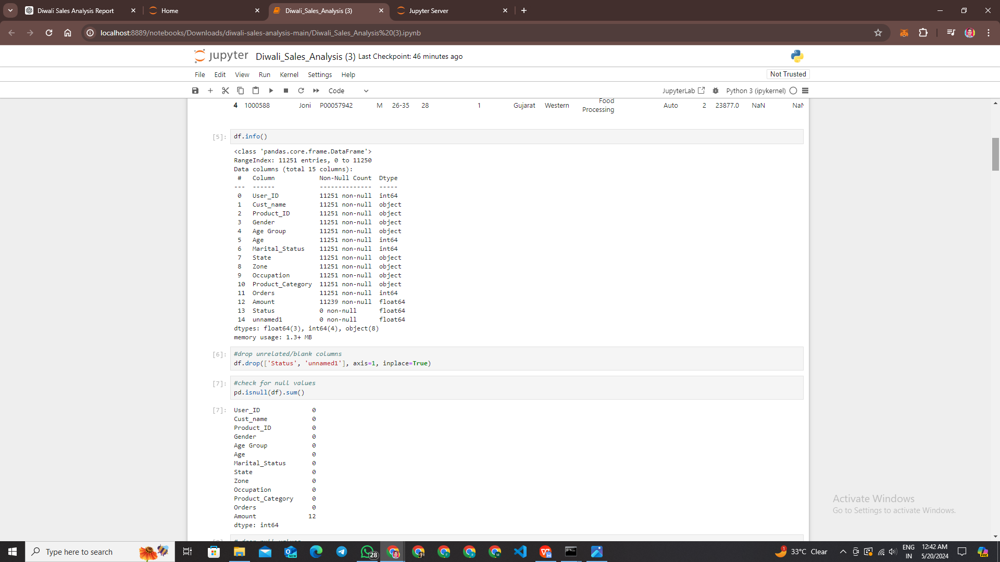 Diwali Sales Analysis Report
Home
Diwali_Sales_Analysis (3)
Jupyter Server
localhost:8889/notebooks/Downloads/diwali-sales-analysis-main/Diwali_Sales_Analysis%20(3).ipynb
jupyter Diwali_Sales_Analysis (3) Last Checkpoint: 46 minutes ago
File Edit View Run Kernel Settings Help
Not Trusted
Code
JupyterLab
Python 3 (ipykernel)
4 1000588 Joni P00057942 M 26-35 28 1 Gujarat Western Food Processing Auto 2 23877.0 NaN NaN
[5]: df.info()
<class 'pandas.core.frame.DataFrame'>
RangeIndex: 11251 entries, 0 to 11250
Data columns (total 15 columns):
# Column Non-Null Count Dtype
--- ------ -------------- -----
0 User_ID 11251 non-null int64
1 Cust_name 11251 non-null object
2 Product_ID 11251 non-null object
3 Gender 11251 non-null object
4 Age Group 11251 non-null object
5 Age 11251 non-null int64
6 Marital_Status 11251 non-null int64
7 State 11251 non-null object
8 Zone 11251 non-null object
9 Occupation 11251 non-null object
10 Product_Category 11251 non-null object
11 Orders 11251 non-null int64
12 Amount 11239 non-null float64
13 Status 0 non-null float64
14 unnamed1 0 non-null float64
dtypes: float64(3), int64(4), object(8)
memory usage: 1.3+ MB
[6]: #drop unrelated/blank columns
df.drop(['Status', 'unnamed1'], axis=1, inplace=True)
[7]: #check for null values
pd.isnull(df).sum()
[7]: User_ID 0
Cust_name 0
Product_ID 0
Gender 0
Age Group 0
Age 0
Marital_Status 0
State 0
Zone 0
Occupation 0
Product_Category 0
Orders 0
Amount 12
dtype: int64
Activate Windows
Go to Settings to activate Windows.
Type here to search
28
33°C Clear
ENG
IN
12:42 AM
5/20/2024